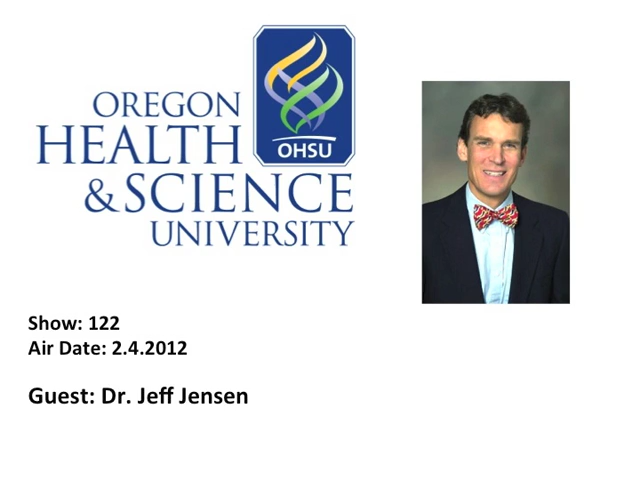 OREGON
HEALTH
& SCIENCE
UNIVERSITY
OHSU
Show: 122
Air Date: 2.4.2012
Guest: Dr. Jeff Jensen